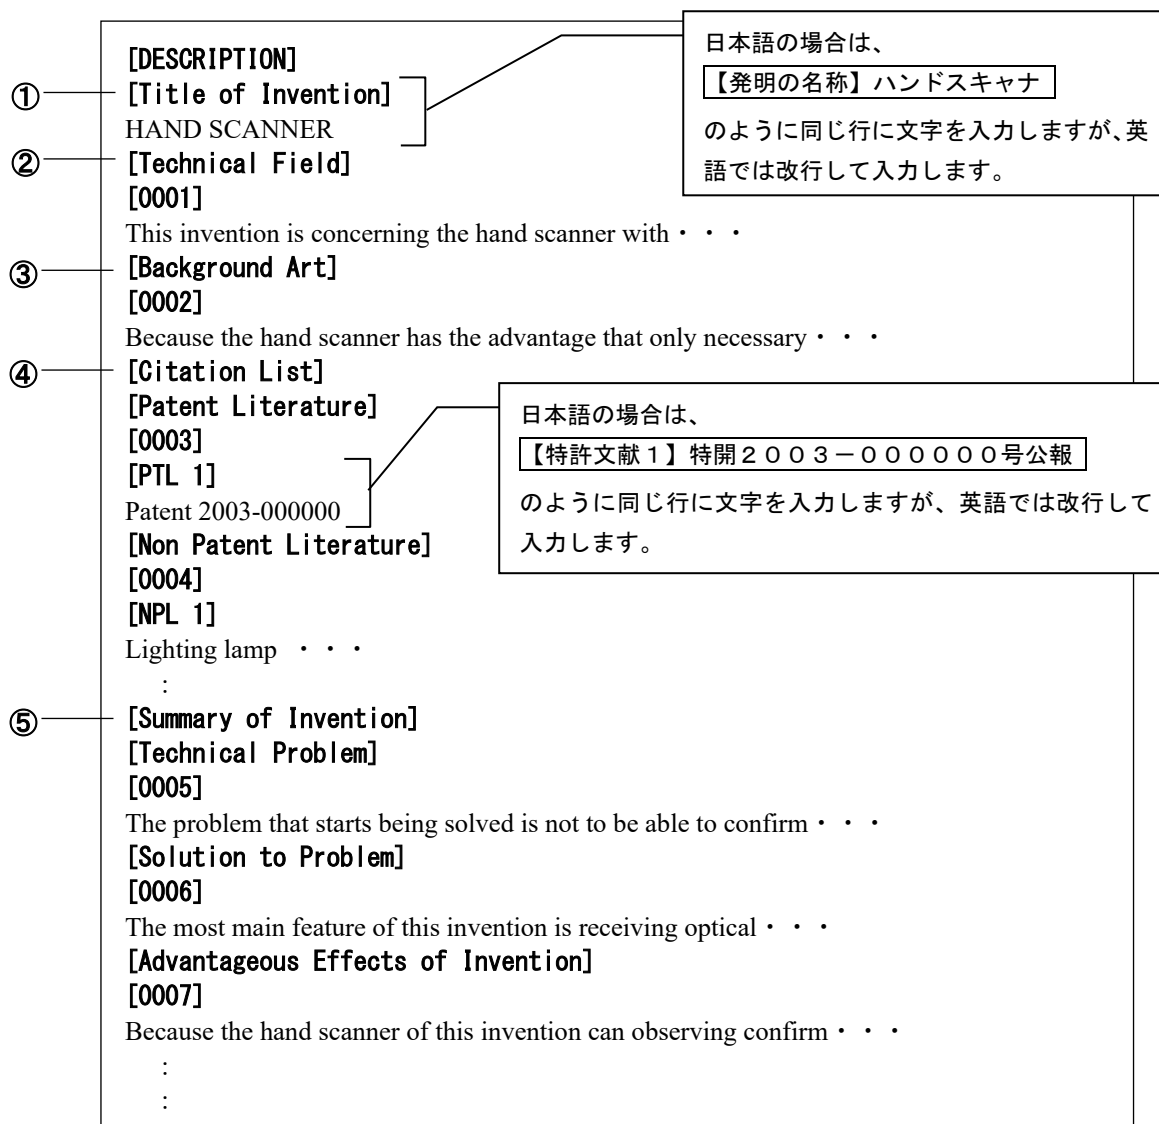 [DESCRIPTION]
① [Title of Invention]
HAND SCANNER
日本語の場合は、
【発明の名称】ハンドスキャナ
のように同じ行に文字を入力しますが、英
語では改行して入力します。
② [Technical Field]
[0001]
This invention is concerning the hand scanner with・・・
③ [Background Art]
[0002]
Because the hand scanner has the advantage that only necessary・・・
④ [Citation List]
[Patent Literature]
[0003]
[PTL 1]
Patent 2003-000000
日本語の場合は、
【特許文献1】特開2003-000000号公報
のように同じ行に文字を入力しますが、英語では改行して
入力します。
[Non Patent Literature]
[0004]
[NPL 1]
Lighting lamp ・・・
:
⑤ [Summary of Invention]
[Technical Problem]
[0005]
The problem that starts being solved is not to be able to confirm・・・
[Solution to Problem]
[0006]
The most main feature of this invention is receiving optical・・・
[Advantageous Effects of Invention]
[0007]
Because the hand scanner of this invention can observing confirm・・・
:
: